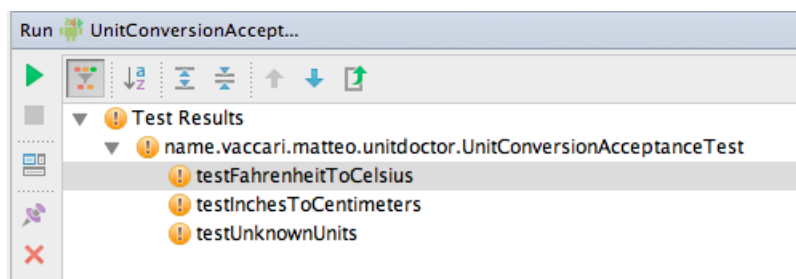 Run UnitConversionAccept...
Test Results
name.vaccari.matteo.unitdoctor.UnitConversionAcceptanceTest
testFahrenheitToCelsius
testInchesToCentimeters
testUnknownUnits